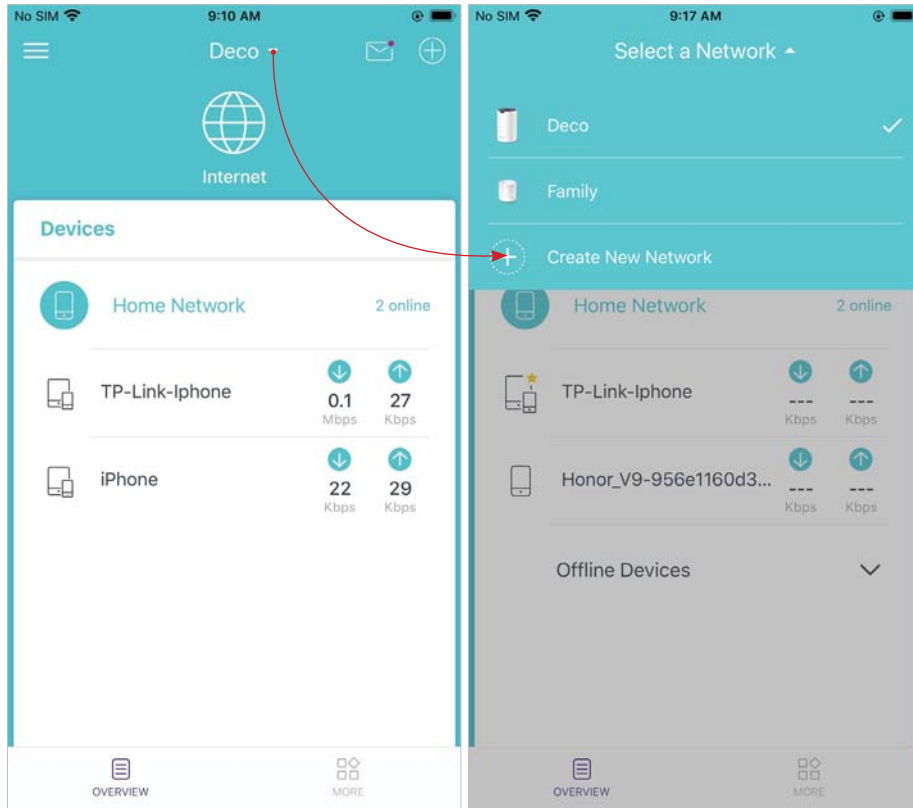 No SIM 9:10 AM
Deco
Internet
Devices
Home Network 2 online
TP-Link-Iphone 0.1 27
Mbps Kbps
iPhone 22 29
Kbps Kbps
OVERVIEW MORE
No SIM 9:17 AM
Select a Network
Deco
Family
Create New Network
Home Network 2 online
TP-Link-Iphone --- ---
Kbps Kbps
Honor_V9-956e1160d3... --- ---
Kbps Kbps
Offline Devices
OVERVIEW MORE